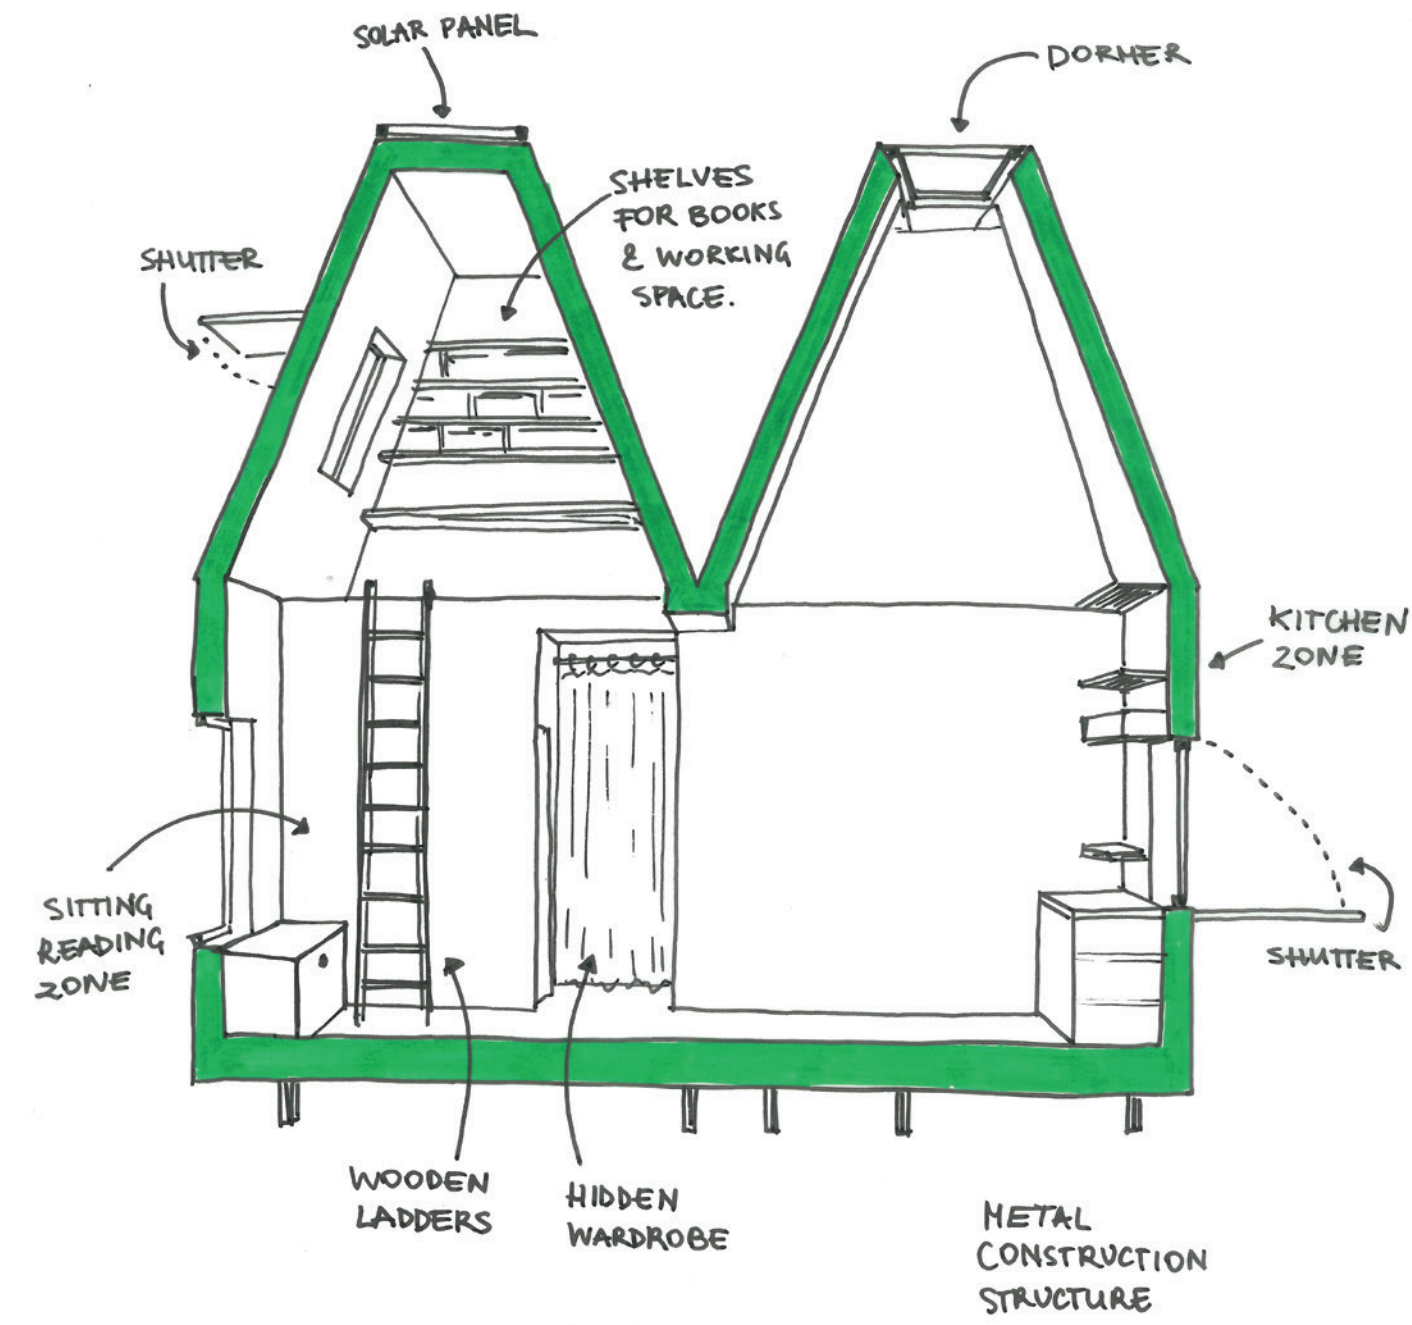 SOLAR PANEL
DORMER
SHELVES
FOR BOOKS
& WORKING
SPACE.
SHUTTER
KITCHEN
ZONE
SITTING
READING
ZONE
SHUTTER
WOODEN
LADDERS
HIDDEN
WARDROBE
METAL
CONSTRUCTION
STRUCTURE